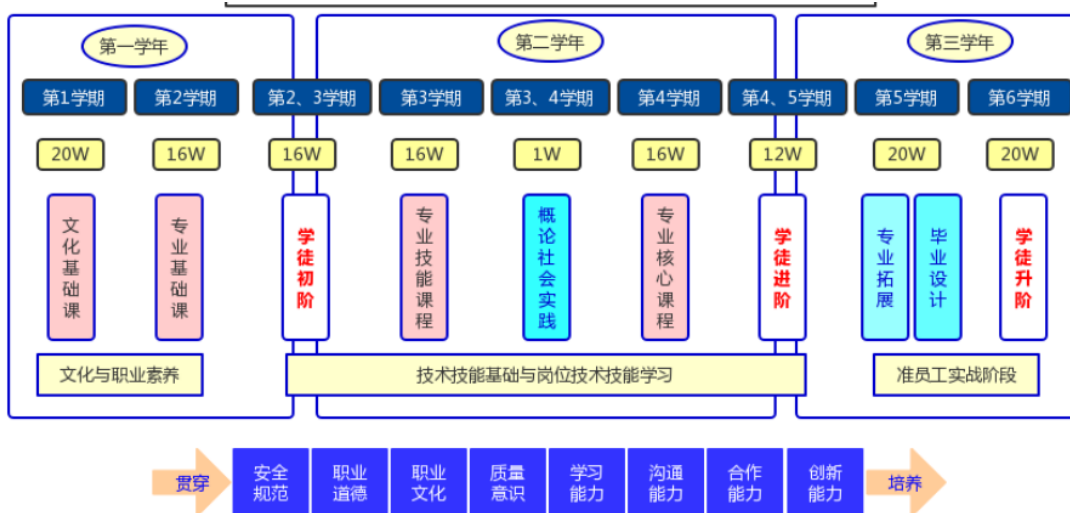 第一学年
第二学年
第三学年
第1学期
第2学期
第2、3学期
第3学期
第3、4学期
第4学期
第4、5学期
第5学期
第6学期
20W
16W
16W
16W
1W
16W
12W
20W
20W
文化基础课
专业基础课
学徒初阶
专业技能课程
概论社会实践
专业核心课程
学徒进阶
专业拓展
毕业设计
学徒升阶
文化与职业素养
技术技能基础与岗位技术技能学习
准员工实战阶段
贯穿
安全
规范
职业
道德
职业
文化
质量
意识
学习
能力
沟通
能力
合作
能力
创新
能力
培养